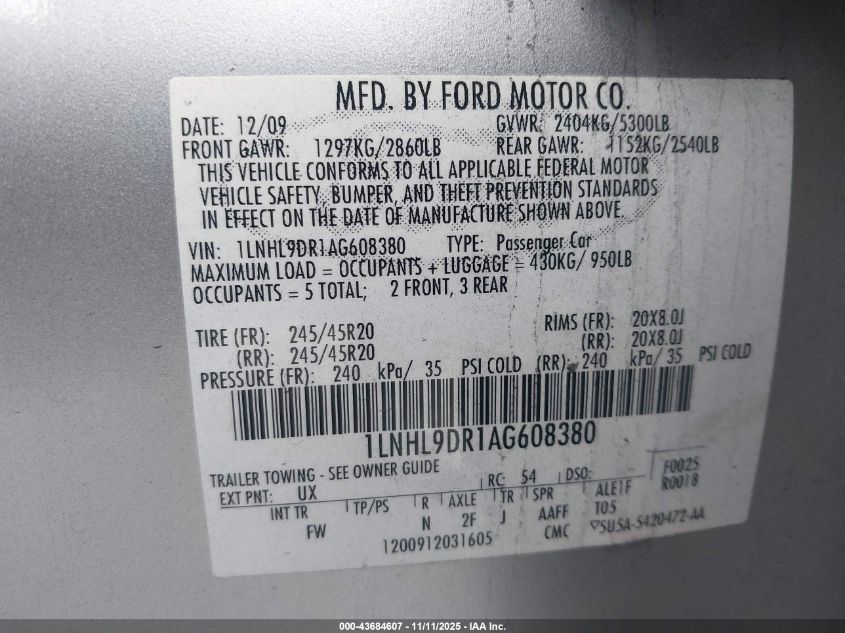 MFD. BY FORD MOTOR CO.
DATE: 12/09 GVWR: 2404KG/5300LB
FRONT GAWR: 1297KG/2860LB REAR GAWR: 1152KG/2540LB
THIS VEHICLE CONFORMS TO ALL APPLICABLE FEDERAL MOTOR
VEHICLE SAFETY, BUMPER, AND THEFT PREVENTION STANDARDS
IN EFFECT ON THE DATE OF MANUFACTURE SHOWN ABOVE.
VIN: 1LNHL9DR1AG608380 TYPE: Passenger Car
MAXIMUM LOAD = OCCUPANTS + LUGGAGE = 430KG/ 950LB
OCCUPANTS = 5 TOTAL; 2 FRONT, 3 REAR
TIRE (FR): 245/45R20 RIMS (FR): 20X8.0J
(RR): 245/45R20 (RR): 20X8.0J
PRESSURE (FR): 240 kPa/ 35 PSI COLD (RR): 240 kPa/ 35 PSI COLD
1LNHL9DR1AG608380
TRAILER TOWING - SEE OWNER GUIDE
EXT PNT: UX RC: 54 DSO: F0025
R0018
INT TR TP/PS R AXLE TR SPR ALE1F
FW N 2F J AAFF T05
1200912031605 CMC 5U5A-5420472-AA
000-43684607 - 11/11/2025 - IAA Inc.